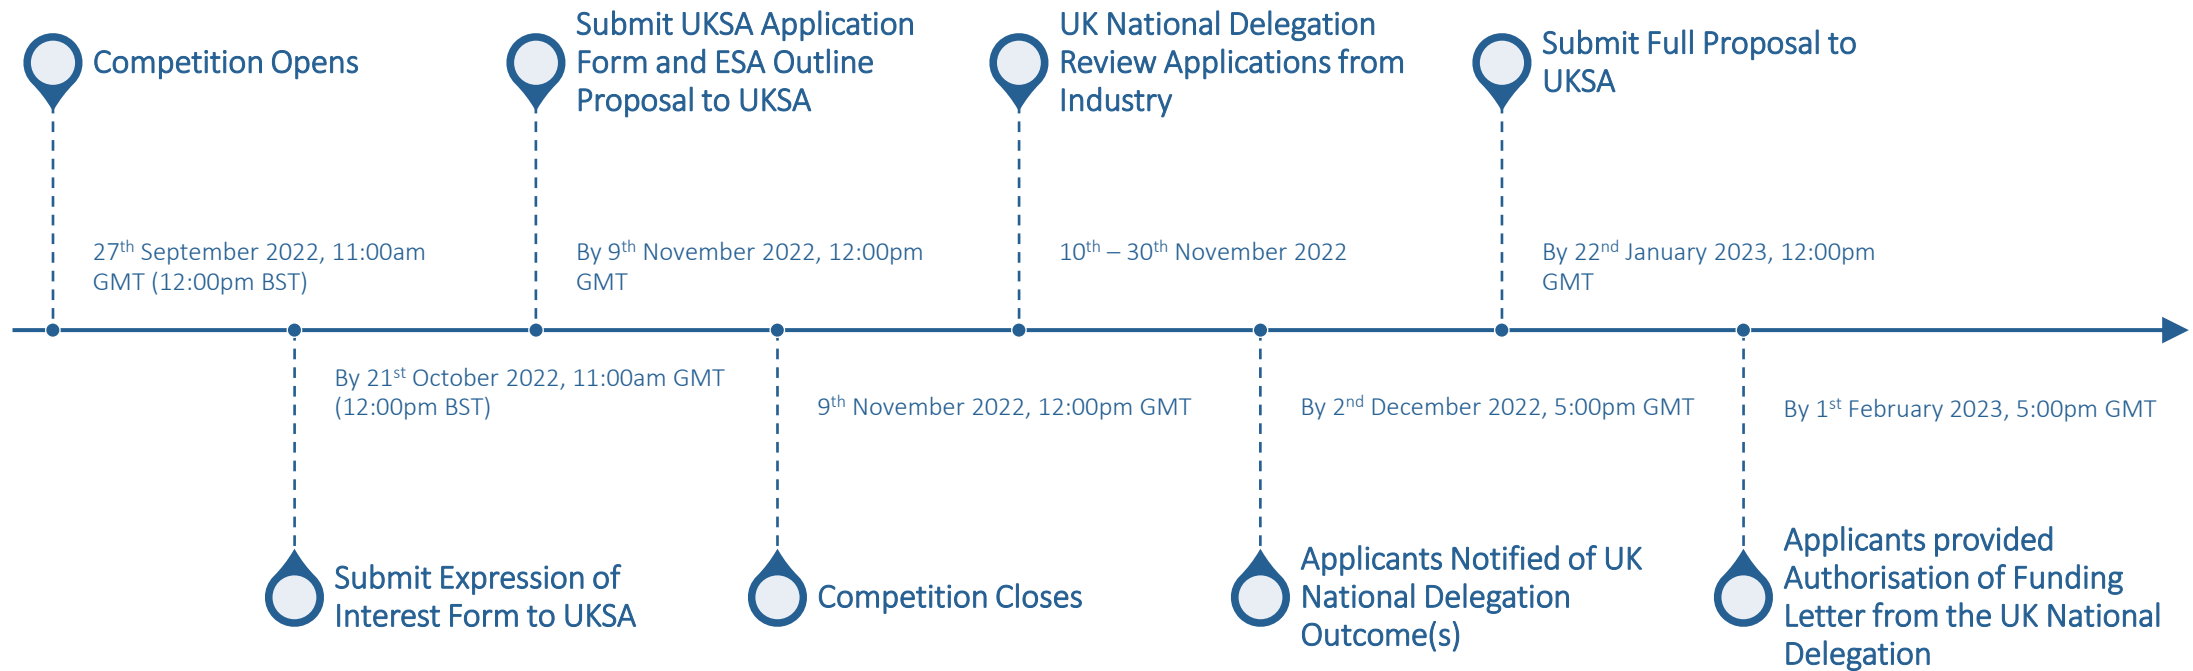 Competition Opens
27th September 2022, 11:00am
GMT (12:00pm BST)
By 21st October 2022, 11:00am GMT
(12:00pm BST)
Submit Expression of
Interest Form to UKSA
Submit UKSA Application
Form and ESA Outline
Proposal to UKSA
By 9th November 2022, 12:00pm
GMT
9th November 2022, 12:00pm GMT
Competition Closes
UK National Delegation
Review Applications from
Industry
10th – 30th November 2022
By 2nd December 2022, 5:00pm GMT
Applicants Notified of UK
National Delegation
Outcome(s)
Submit Full Proposal to
UKSA
By 22nd January 2023, 12:00pm
GMT
By 1st February 2023, 5:00pm GMT
Applicants provided
Authorisation of Funding
Letter from the UK National
Delegation